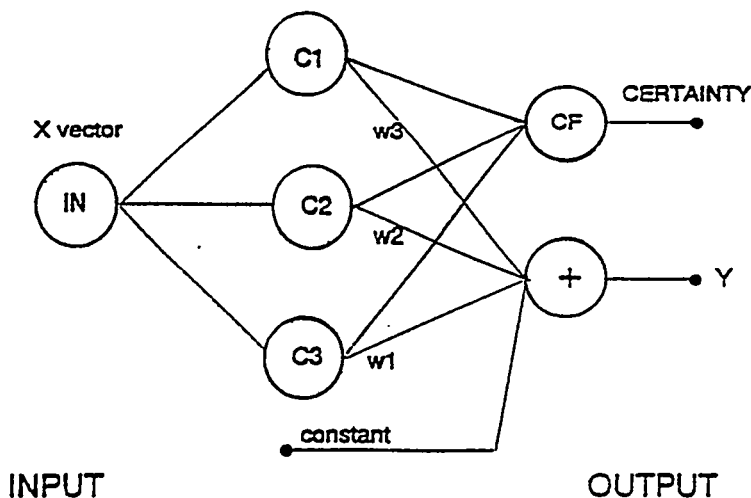 C1
CERTAINTY
X vector
w3
CF
IN
C2
w2
+
Y
C3
w1
constant
INPUT
OUTPUT